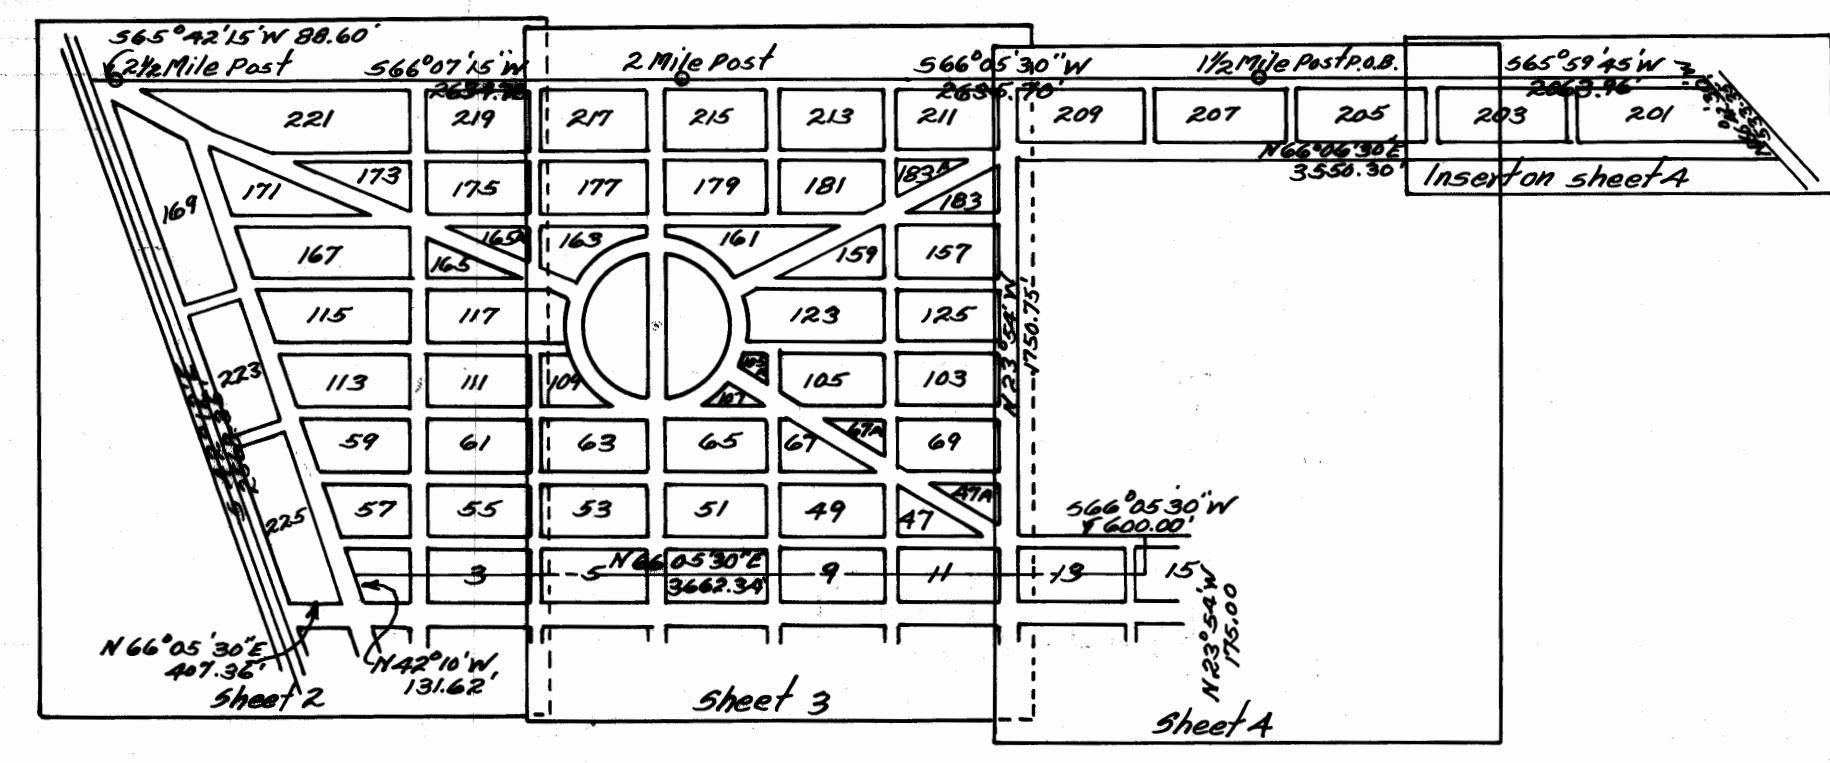 S65°42'15"W 88.60'
2½ Mile Post
S66°07'15"W
2 Mile Post
S66°05'30"W
1½ Mile Post P.O.B.
S65°59'45"W
2063.96'
221 219 217 215 213 211 209 207 205 203 201
N66°06'30"E
3550.30'
Insert on sheet 4
169 171 173 175 177 179 181 183A 183
167 165A 165 163 161 159 157
115 117 123 125
N23°54'W
1750.75'
223 113 111 109 107 105 103
59 61 63 65 67 67A 69
225 57 55 53 51 49 47 47A
S66°05'30"W
600.00'
3 5 N66°05'30"E 9 11 13 15
3662.34'
N23°54'W
175.00
N66°05'30"E
407.36'
N42°10'W
131.62'
Sheet 2
Sheet 3
Sheet 4